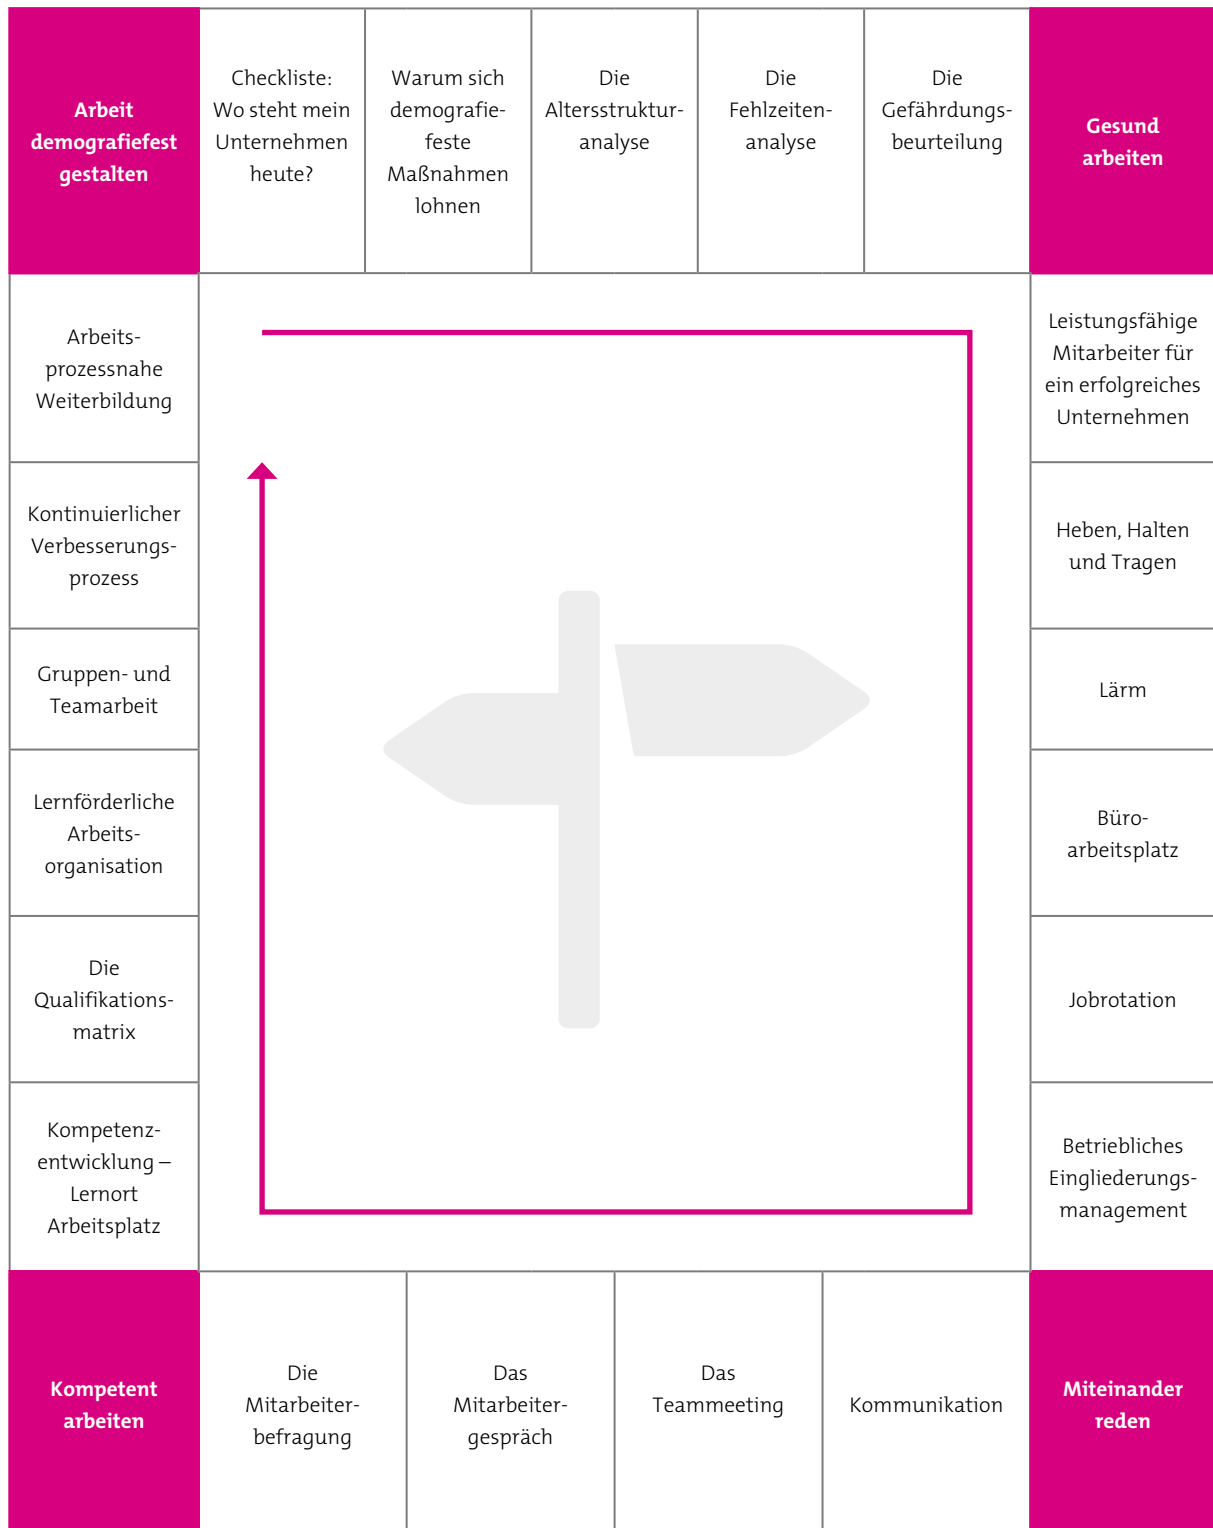 Arbeit
demografiefest
gestalten
Checkliste:
Wo steht mein
Unternehmen
heute?
Warum sich
demografie-
feste
Maßnahmen
lohnen
Die
Altersstruktur-
analyse
Die
Fehlzeiten-
analyse
Die
Gefährdungs-
beurteilung
Gesund
arbeiten
Leistungsfähige
Mitarbeiter für
ein erfolgreiches
Unternehmen
Heben, Halten
und Tragen
Lärm
Büro-
arbeitsplatz
Jobrotation
Betriebliches
Eingliederungs-
management
Miteinander
reden
Kommunikation
Das
Teammeeting
Das
Mitarbeiter-
gespräch
Die
Mitarbeiter-
befragung
Kompetent
arbeiten
Kompetenz-
entwicklung –
Lernort
Arbeitsplatz
Die
Qualifikations-
matrix
Lernförderliche
Arbeits-
organisation
Gruppen- und
Teamarbeit
Kontinuierlicher
Verbesserungs-
prozess
Arbeits-
prozessnahe
Weiterbildung